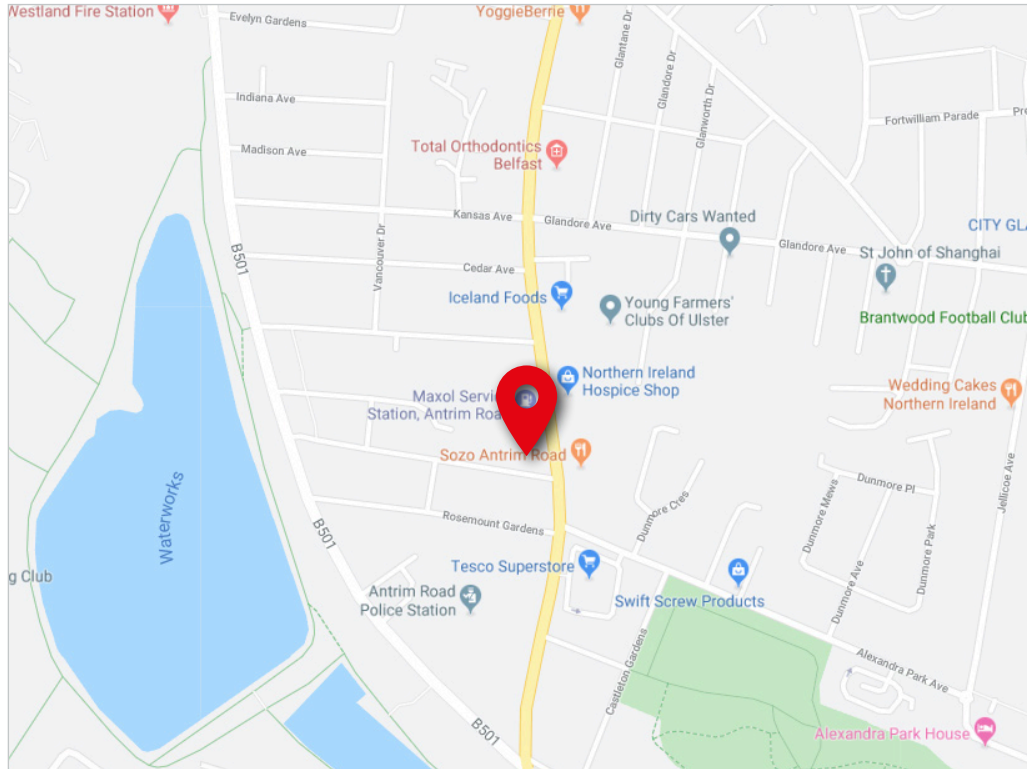 Westland Fire Station
YoggieBerrie
Evelyn Gardens
Glantane Dr
Glandore Dr
Glanworth Dr
Indiana Ave
Fortwilliam Parade
Madison Ave
Total Orthodontics
Belfast
Kansas Ave
Glandore Ave
Dirty Cars Wanted
CITY GLA
Vancouver Dr
B501
Glandore Ave
St John of Shanghai
Cedar Ave
Iceland Foods
Young Farmers'
Clubs Of Ulster
Brantwood Football Club
Northern Ireland
Hospice Shop
Maxol Servic
Station, Antrim Roa
Wedding Cakes
Northern Ireland
Sozo Antrim Road
Jellicoe Ave
Waterworks
Dunmore Pl
Dunmore Mews
Dunmore Cres
B501
Rosemount Gardens
Dunmore Park
g Club
Tesco Superstore
Dunmore Ave
Antrim Road
Police Station
Swift Screw Products
Castleton Gardens
Alexandra Park Ave
B501
Alexandra Park House